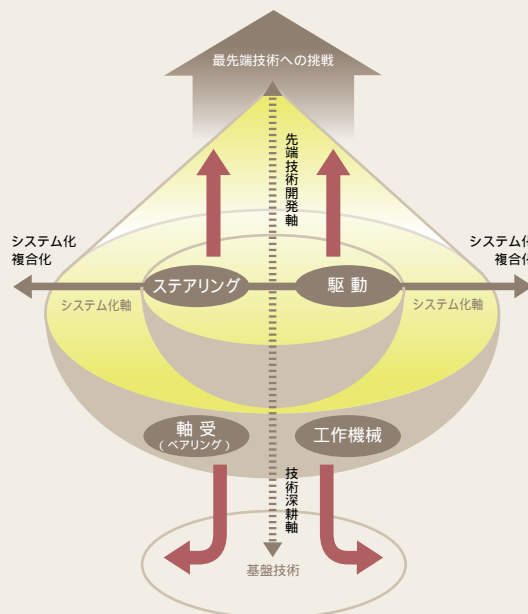 最先端技術への挑戦
先端技術開発軸
システム化
複合化
システム化
複合化
ステアリング
駆 動
システム化軸
システム化軸
軸 受
(ベアリング)
工作機械
技術深耕軸
基盤技術